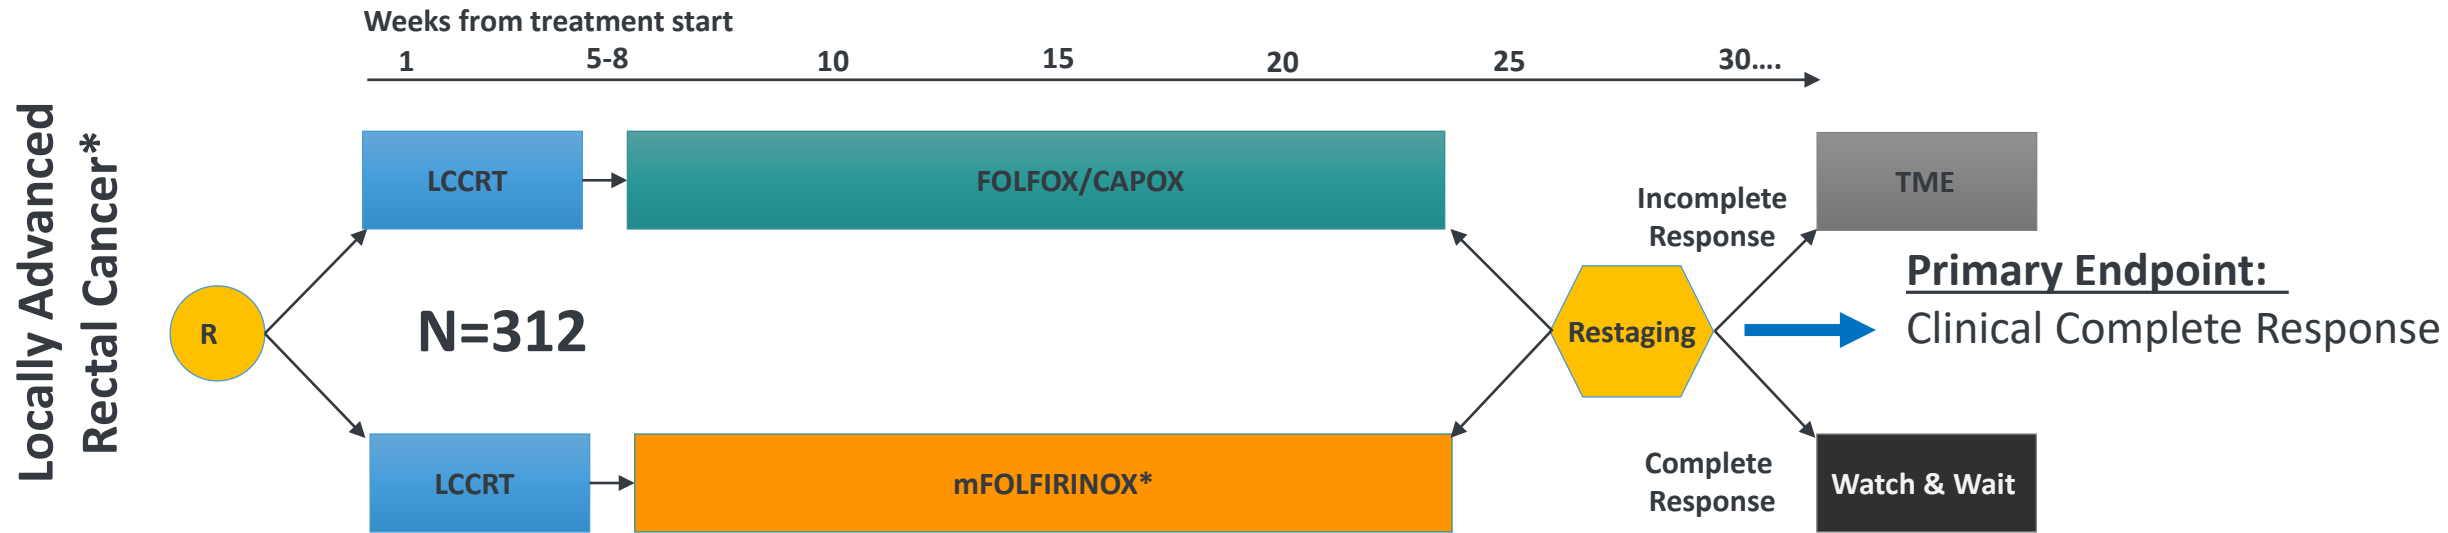 Weeks from treatment start
1 5-8 10 15 20 25 30....
Locally Advanced
Rectal Cancer*
R
LCCRT
FOLFOX/CAPOX
N=312
LCCRT
mFOLFIRINOX*
Restaging
Incomplete
Response
TME
Primary Endpoint:
Clinical Complete Response
Complete
Response
Watch & Wait